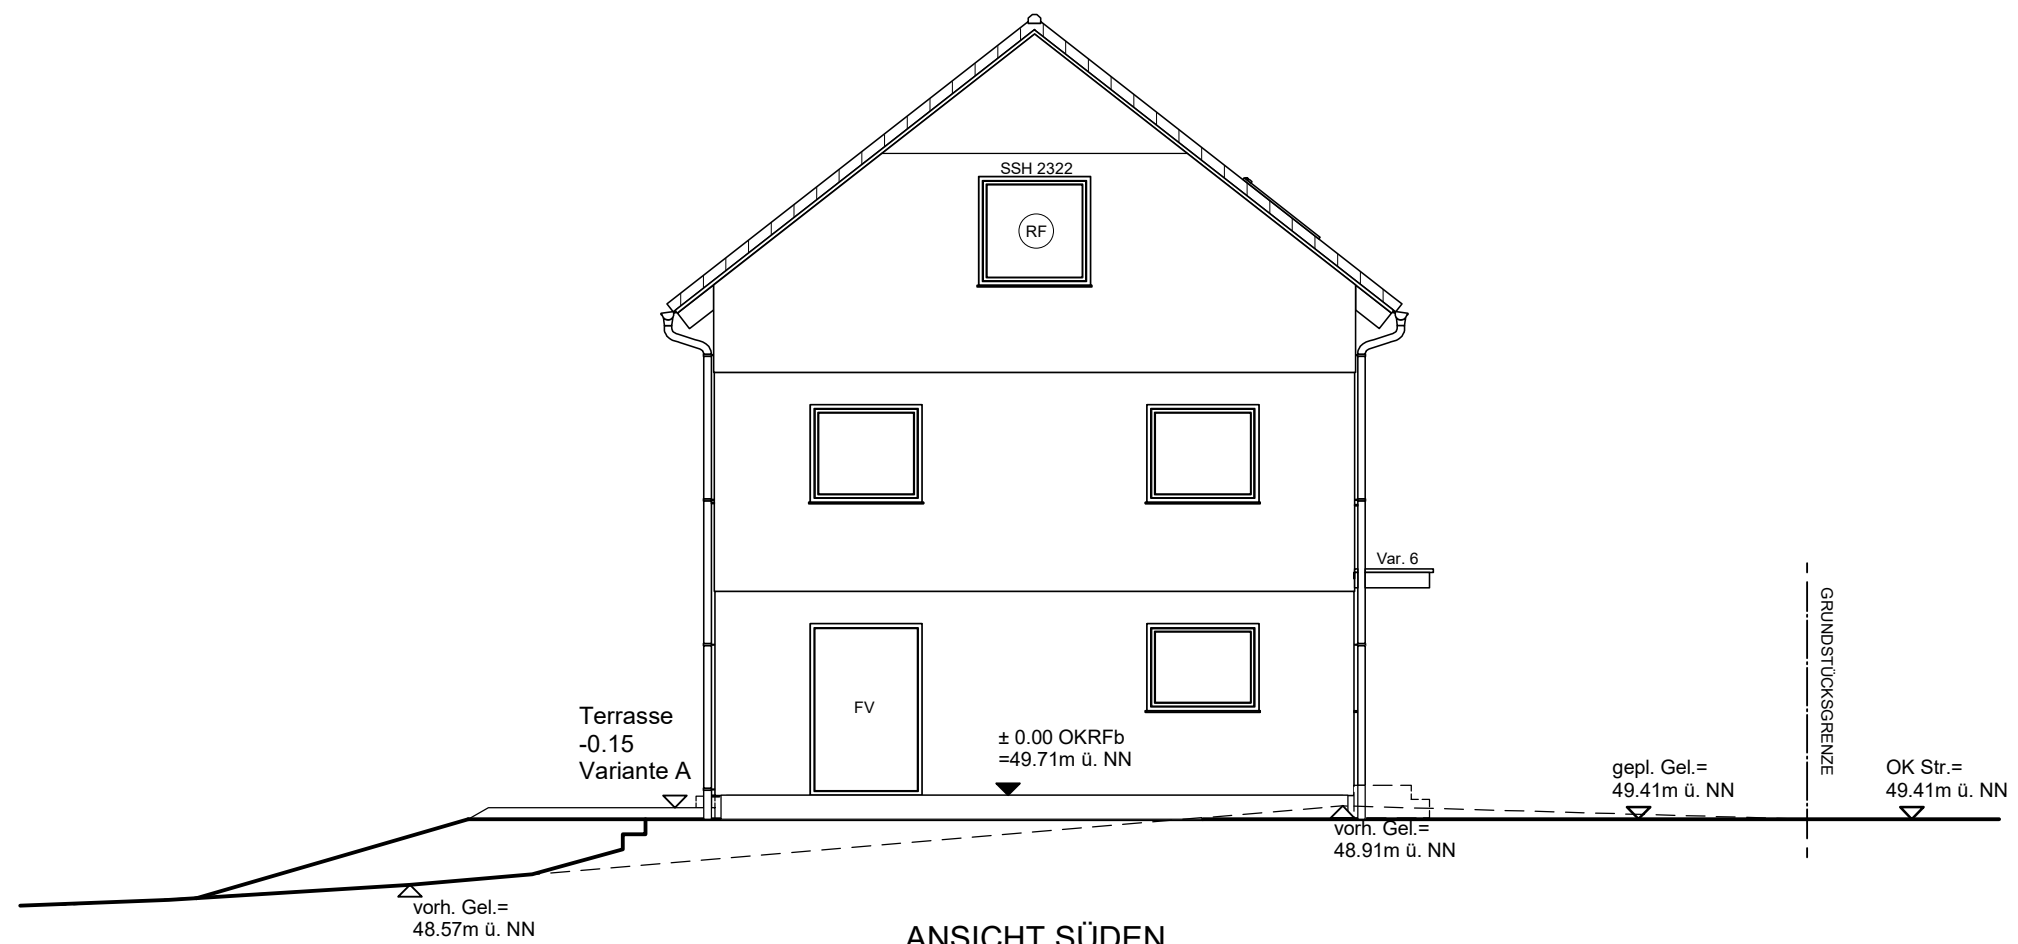 SSH 2322
RF
Var. 6
GRUNDSTÜCKSGRENZE
FV
Terrasse
-0.15
Variante A
± 0.00 OKRFb
=49.71m ü. NN
gepl. Gel.=
49.41m ü. NN
OK Str.=
49.41m ü. NN
vorh. Gel.=
48.91m ü. NN
vorh. Gel.=
48.57m ü. NN
ANSICHT SÜDEN